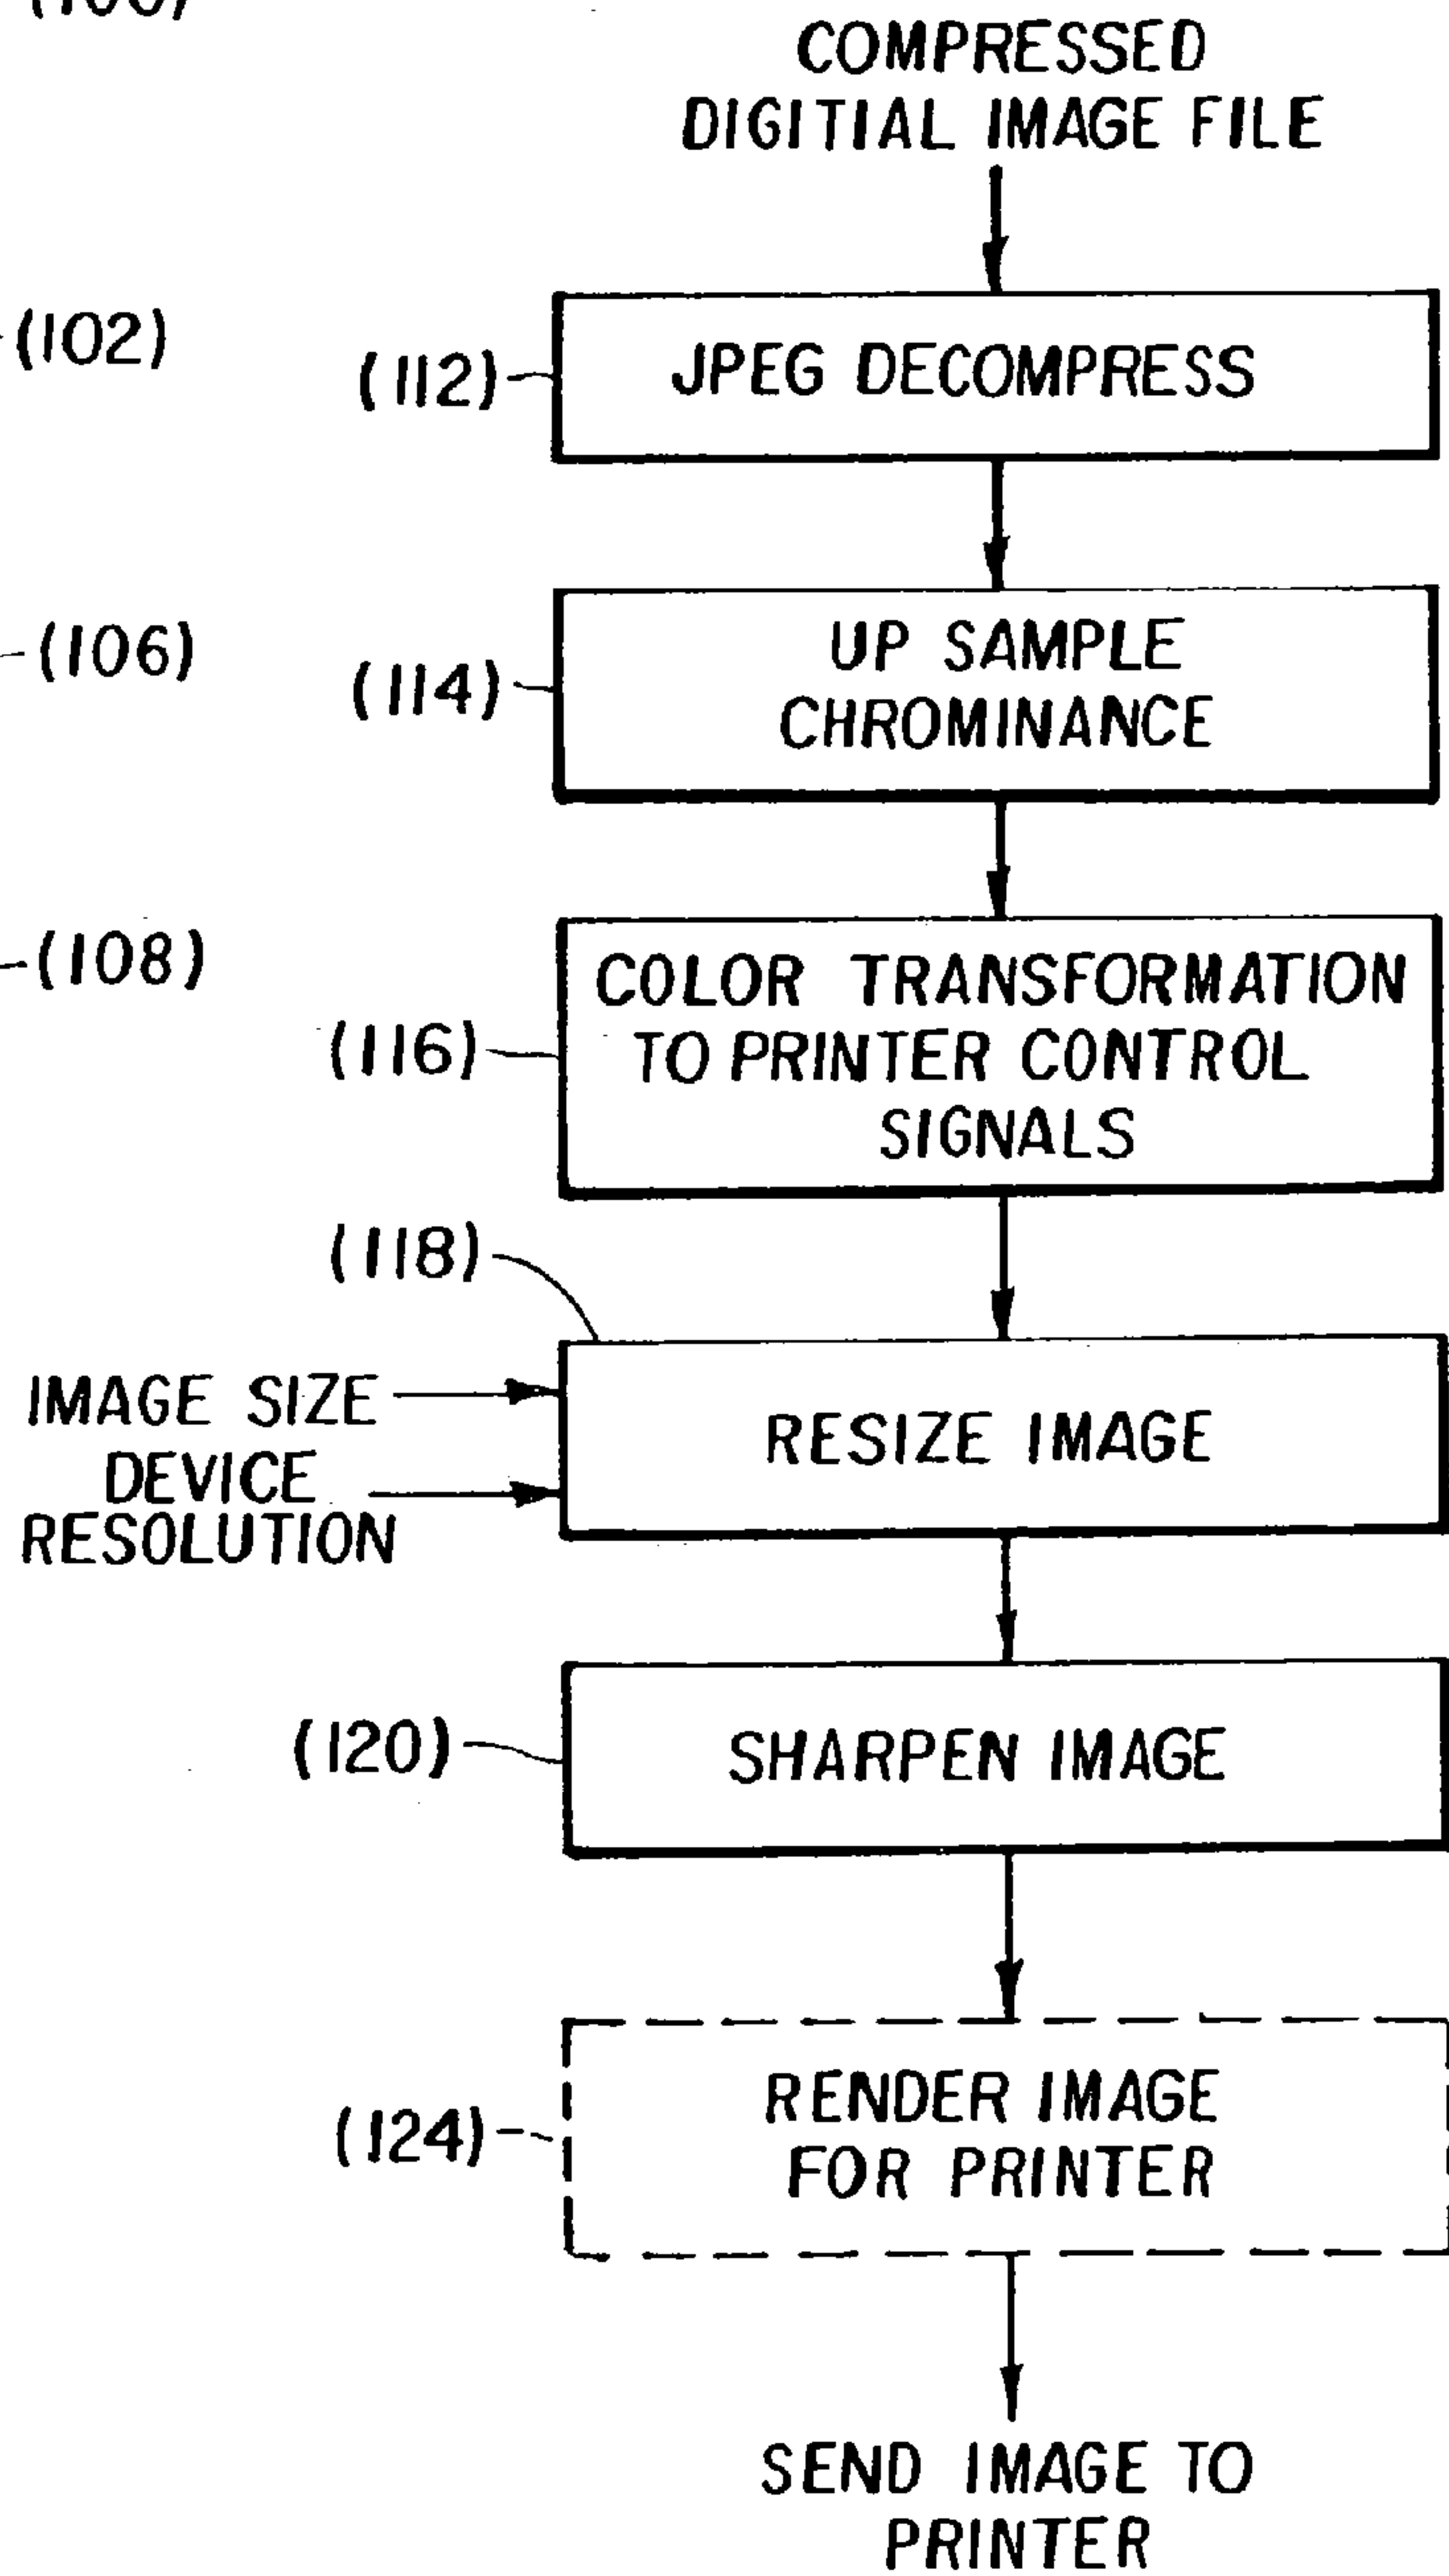 COMPRESSED
DIGITIAL IMAGE FILE
(102)
(112)
JPEG DECOMPRESS
(106)
(114)
UP SAMPLE
CHROMINANCE
(108)
(116)
COLOR TRANSFORMATION
TO PRINTER CONTROL
SIGNALS
(118)
IMAGE SIZE
DEVICE
RESOLUTION
RESIZE IMAGE
(120)
SHARPEN IMAGE
(124)
RENDER IMAGE
FOR PRINTER
SEND IMAGE TO
PRINTER